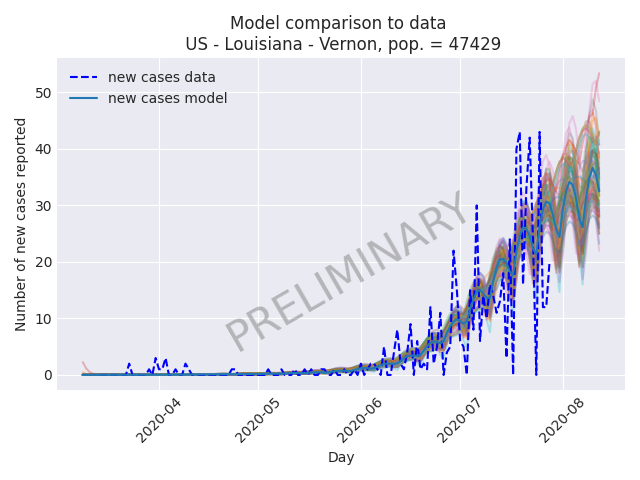 Model comparison to data
US - Louisiana - Vernon, pop. = 47429
new cases data
new cases model
PRELIMINARY
Number of new cases reported
50
40
30
20
10
0
2020-04
2020-05
2020-06
2020-07
2020-08
Day